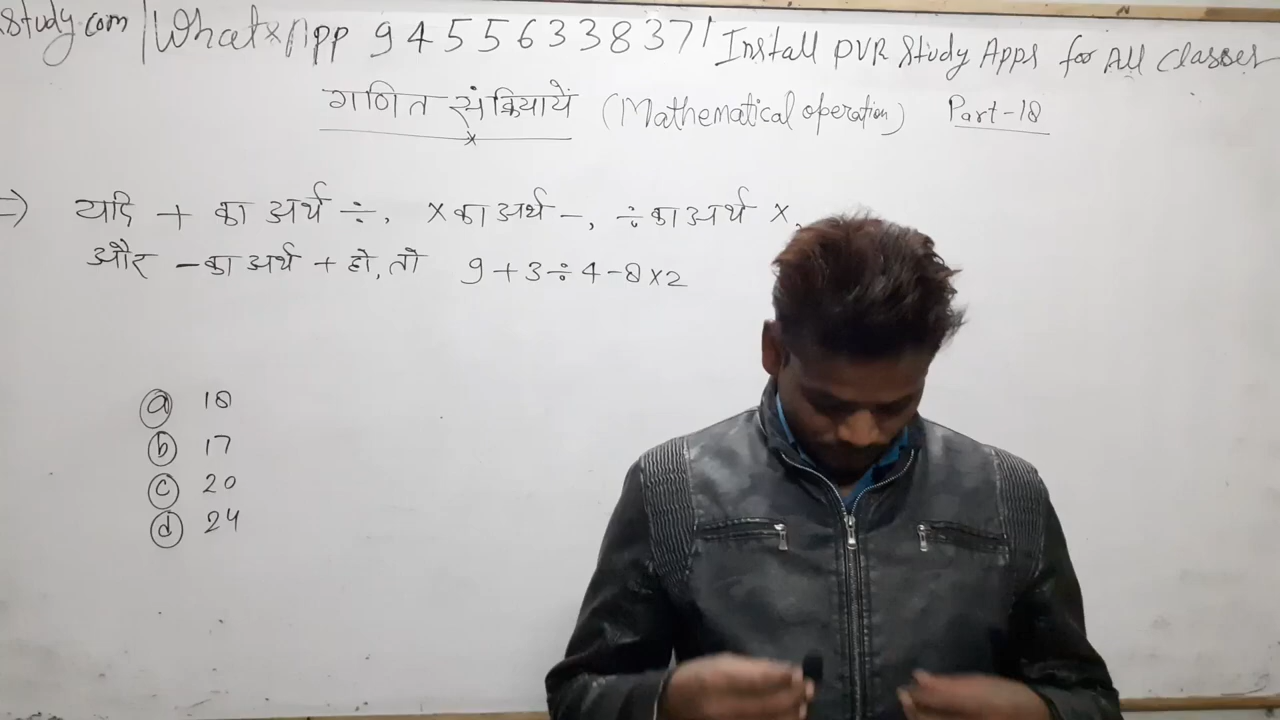 Study.com | WhatsApp 9455633837 | Install PVR Study Apps for All Classes
गणित संक्रियायें (Mathematical operation) Part-18
=> यदि + का अर्थ ÷, × का अर्थ -, ÷ का अर्थ ×,
और - का अर्थ + हो, तो 9 + 3 ÷ 4 - 8 × 2
a 18
b 17
c 20
d 24